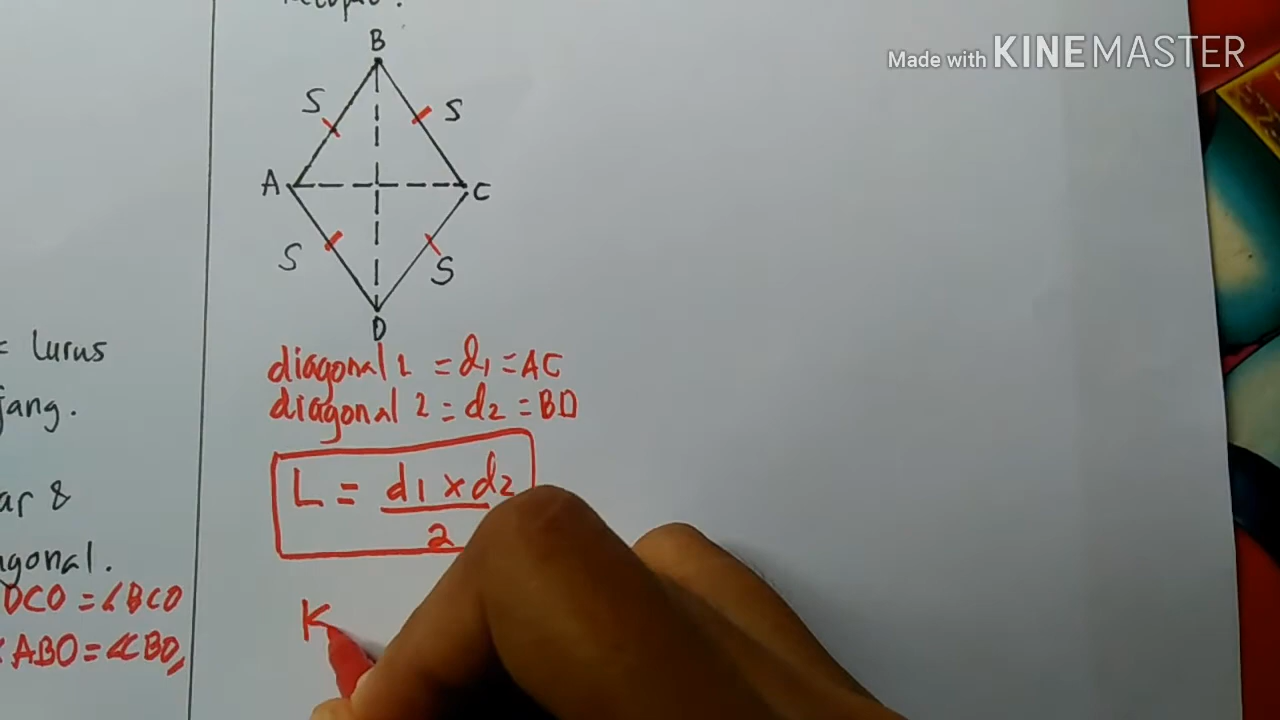 Made with KINEMASTER
B
S
S
A
C
S
S
D
= lurus
jang.
ar &
gonal.
DCO = ∠BCO
ABO = ∠CBO,
diagonal 1 = d1 = AC
diagonal 2 = d2 = BD
L = d1 x d2
2
K